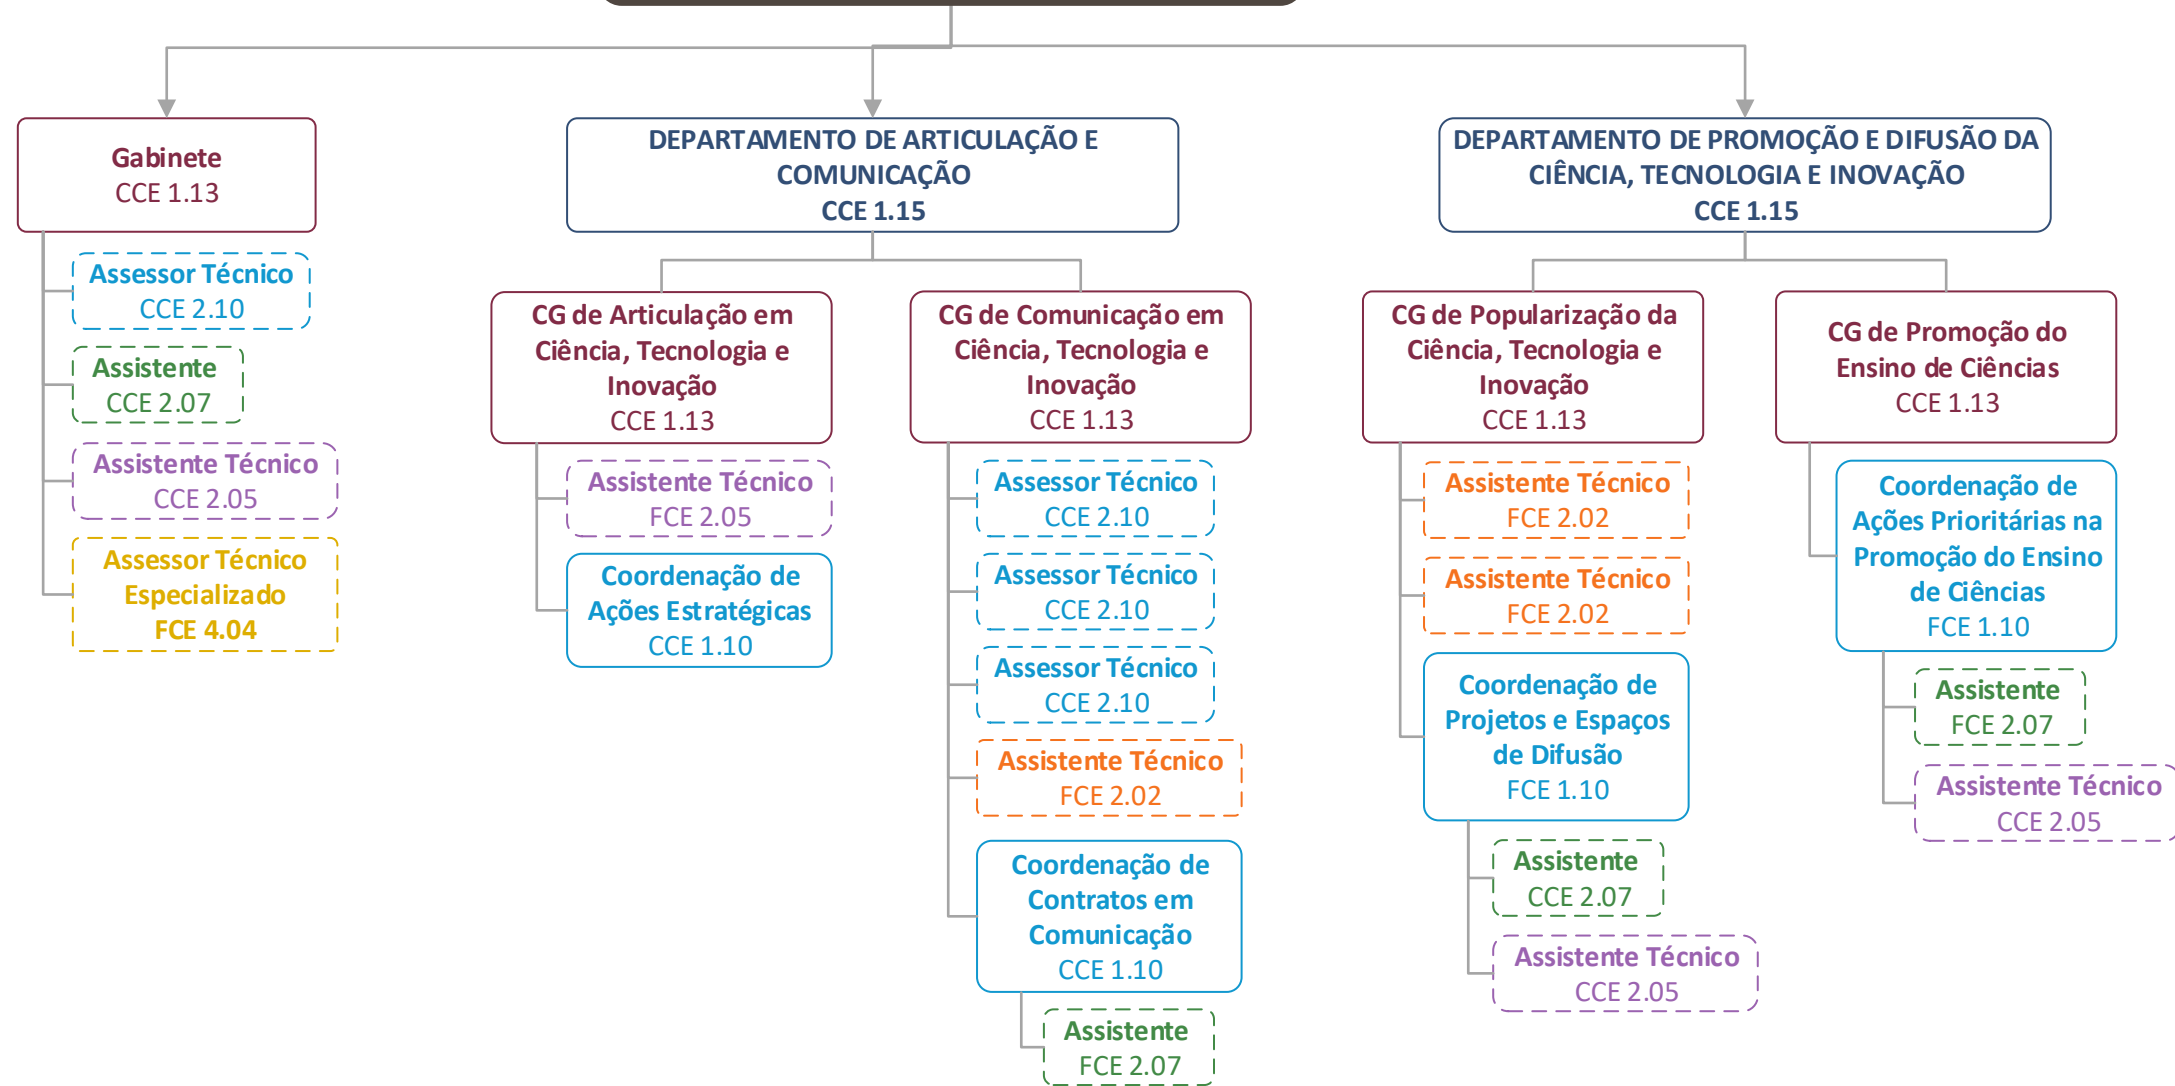 Gabinete
CCE 1.13
Assessor Técnico
CCE 2.10
Assistente
CCE 2.07
Assistente Técnico
CCE 2.05
Assessor Técnico
Especializado
FCE 4.04
DEPARTAMENTO DE ARTICULAÇÃO E
COMUNICAÇÃO
CCE 1.15
CG de Articulação em
Ciência, Tecnologia e
Inovação
CCE 1.13
Assistente Técnico
FCE 2.05
Coordenação de
Ações Estratégicas
CCE 1.10
CG de Comunicação em
Ciência, Tecnologia e
Inovação
CCE 1.13
Assessor Técnico
CCE 2.10
Assessor Técnico
CCE 2.10
Assessor Técnico
CCE 2.10
Assistente Técnico
FCE 2.02
Coordenação de
Contratos em
Comunicação
CCE 1.10
Assistente
FCE 2.07
DEPARTAMENTO DE PROMOÇÃO E DIFUSÃO DA
CIÊNCIA, TECNOLOGIA E INOVAÇÃO
CCE 1.15
CG de Popularização da
Ciência, Tecnologia e
Inovação
CCE 1.13
Assistente Técnico
FCE 2.02
Assistente Técnico
FCE 2.02
Coordenação de
Projetos e Espaços
de Difusão
FCE 1.10
Assistente
CCE 2.07
Assistente Técnico
CCE 2.05
CG de Promoção do
Ensino de Ciências
CCE 1.13
Coordenação de
Ações Prioritárias na
Promoção do Ensino
de Ciências
FCE 1.10
Assistente
FCE 2.07
Assistente Técnico
CCE 2.05